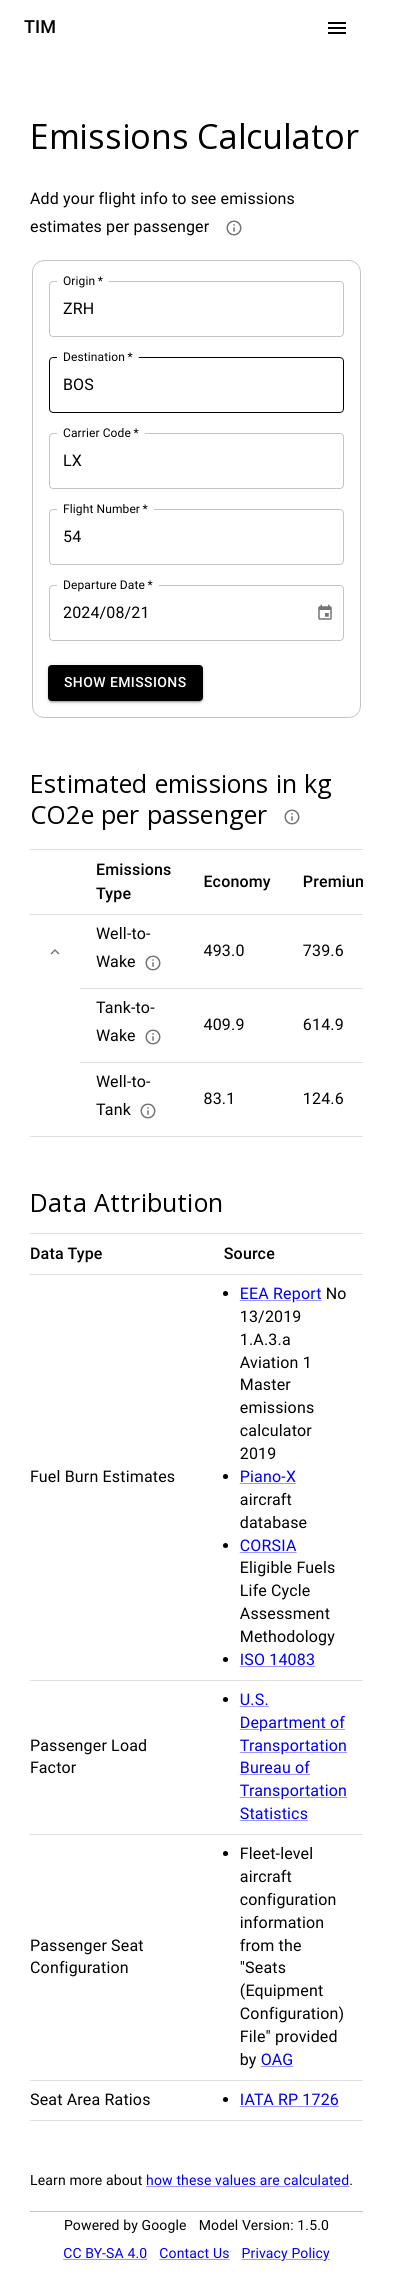 TIM
Emissions Calculator
Add your flight info to see emissions
estimates per passenger
Origin *
ZRH
Destination *
BOS
Carrier Code *
LX
Flight Number *
54
Departure Date *
2024/08/21
SHOW EMISSIONS
Estimated emissions in kg
CO2e per passenger
Emissions
Type
Economy
Premiun
Well-to-
Wake
493.0
739.6
Tank-to-
Wake
409.9
614.9
Well-to-
Tank
83.1
124.6
Data Attribution
Data Type
Source
Fuel Burn Estimates
EEA Report No
13/2019
1.A.3.a
Aviation 1
Master
emissions
calculator
2019
Piano-X
aircraft
database
CORSIA
Eligible Fuels
Life Cycle
Assessment
Methodology
ISO 14083
Passenger Load
Factor
U.S.
Department of
Transportation
Bureau of
Transportation
Statistics
Passenger Seat
Configuration
Fleet-level
aircraft
configuration
information
from the
"Seats
(Equipment
Configuration)
File" provided
by OAG
Seat Area Ratios
IATA RP 1726
Learn more about how these values are calculated.
Powered by Google Model Version: 1.5.0
CC BY-SA 4.0 Contact Us Privacy Policy